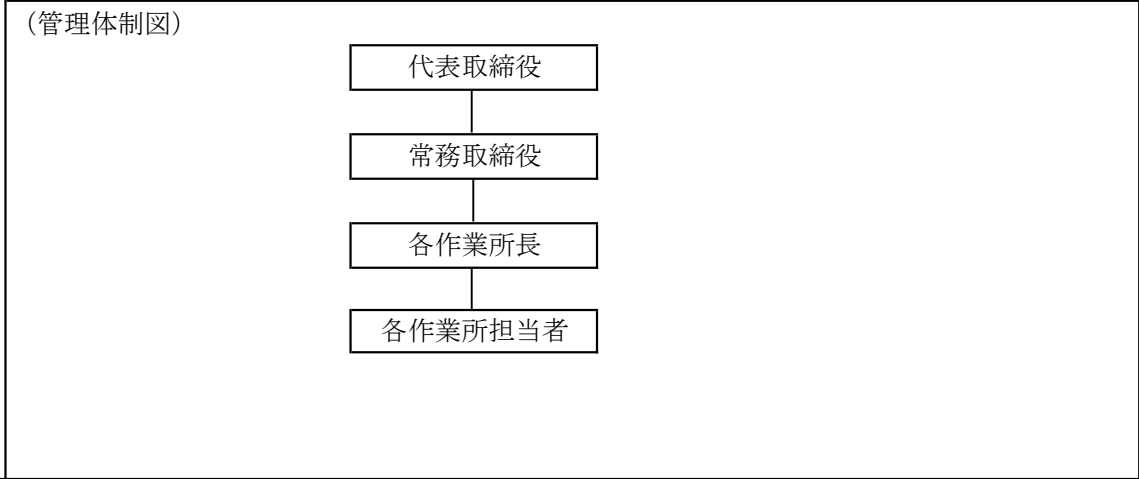 （管理体制図）
代表取締役
常務取締役
各作業所長
各作業所担当者